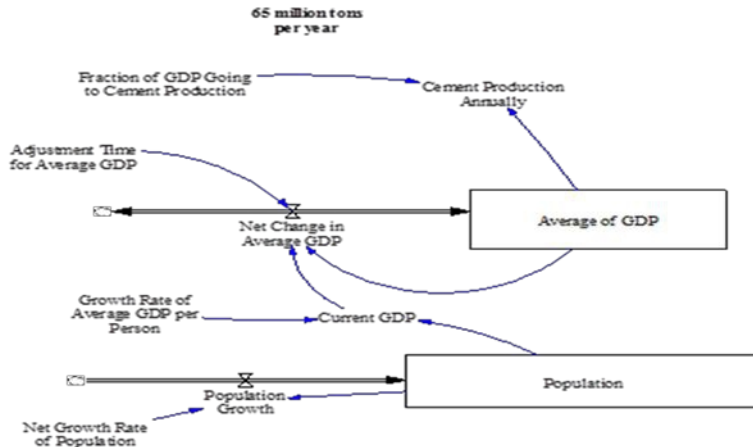 65 million tons
per year
Fraction of GDP Going
to Cement Production
Cement Production
Annually
Adjustment Time
for Average GDP
Net Change in
Average GDP
Average of GDP
Growth Rate of
Average GDP per
Person
Current GDP
Population
Growth
Population
Net Growth Rate
of Population